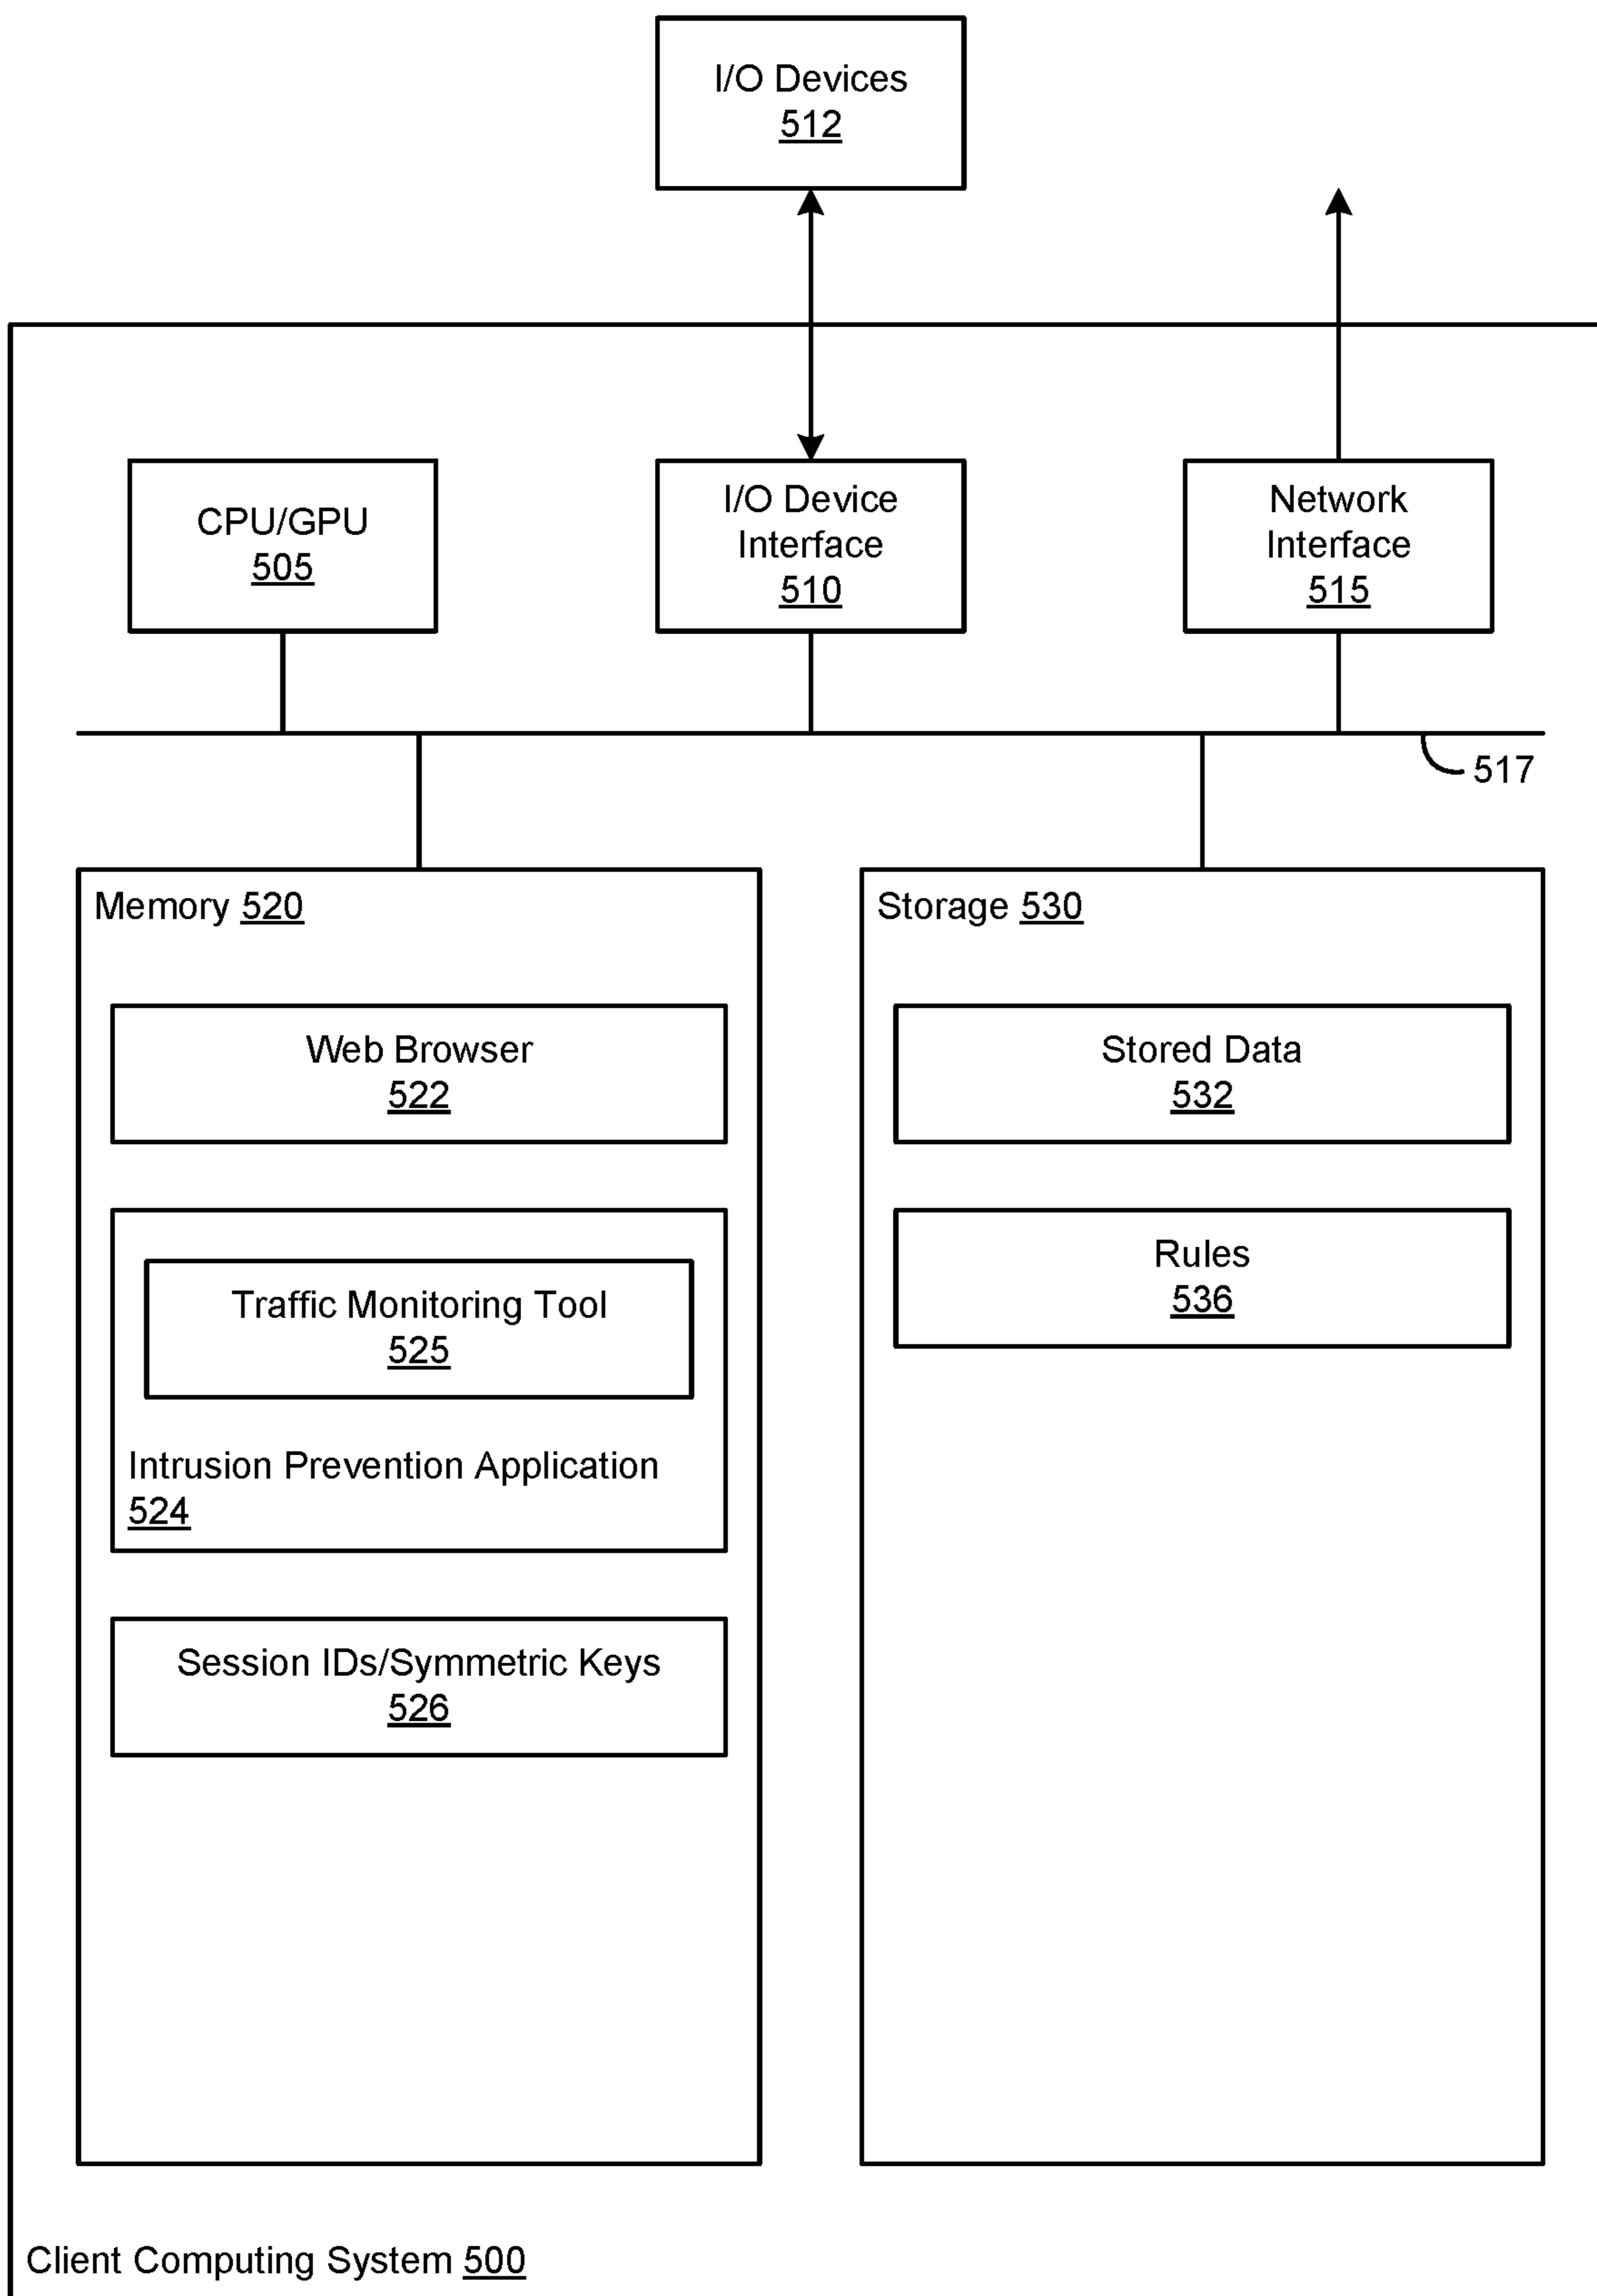 I/O Devices
512
CPU/GPU
505
I/O Device
Interface
510
Network
Interface
515
517
Memory 520
Web Browser
522
Traffic Monitoring Tool
525
Intrusion Prevention Application
524
Session IDs/Symmetric Keys
526
Storage 530
Stored Data
532
Rules
536
Client Computing System 500